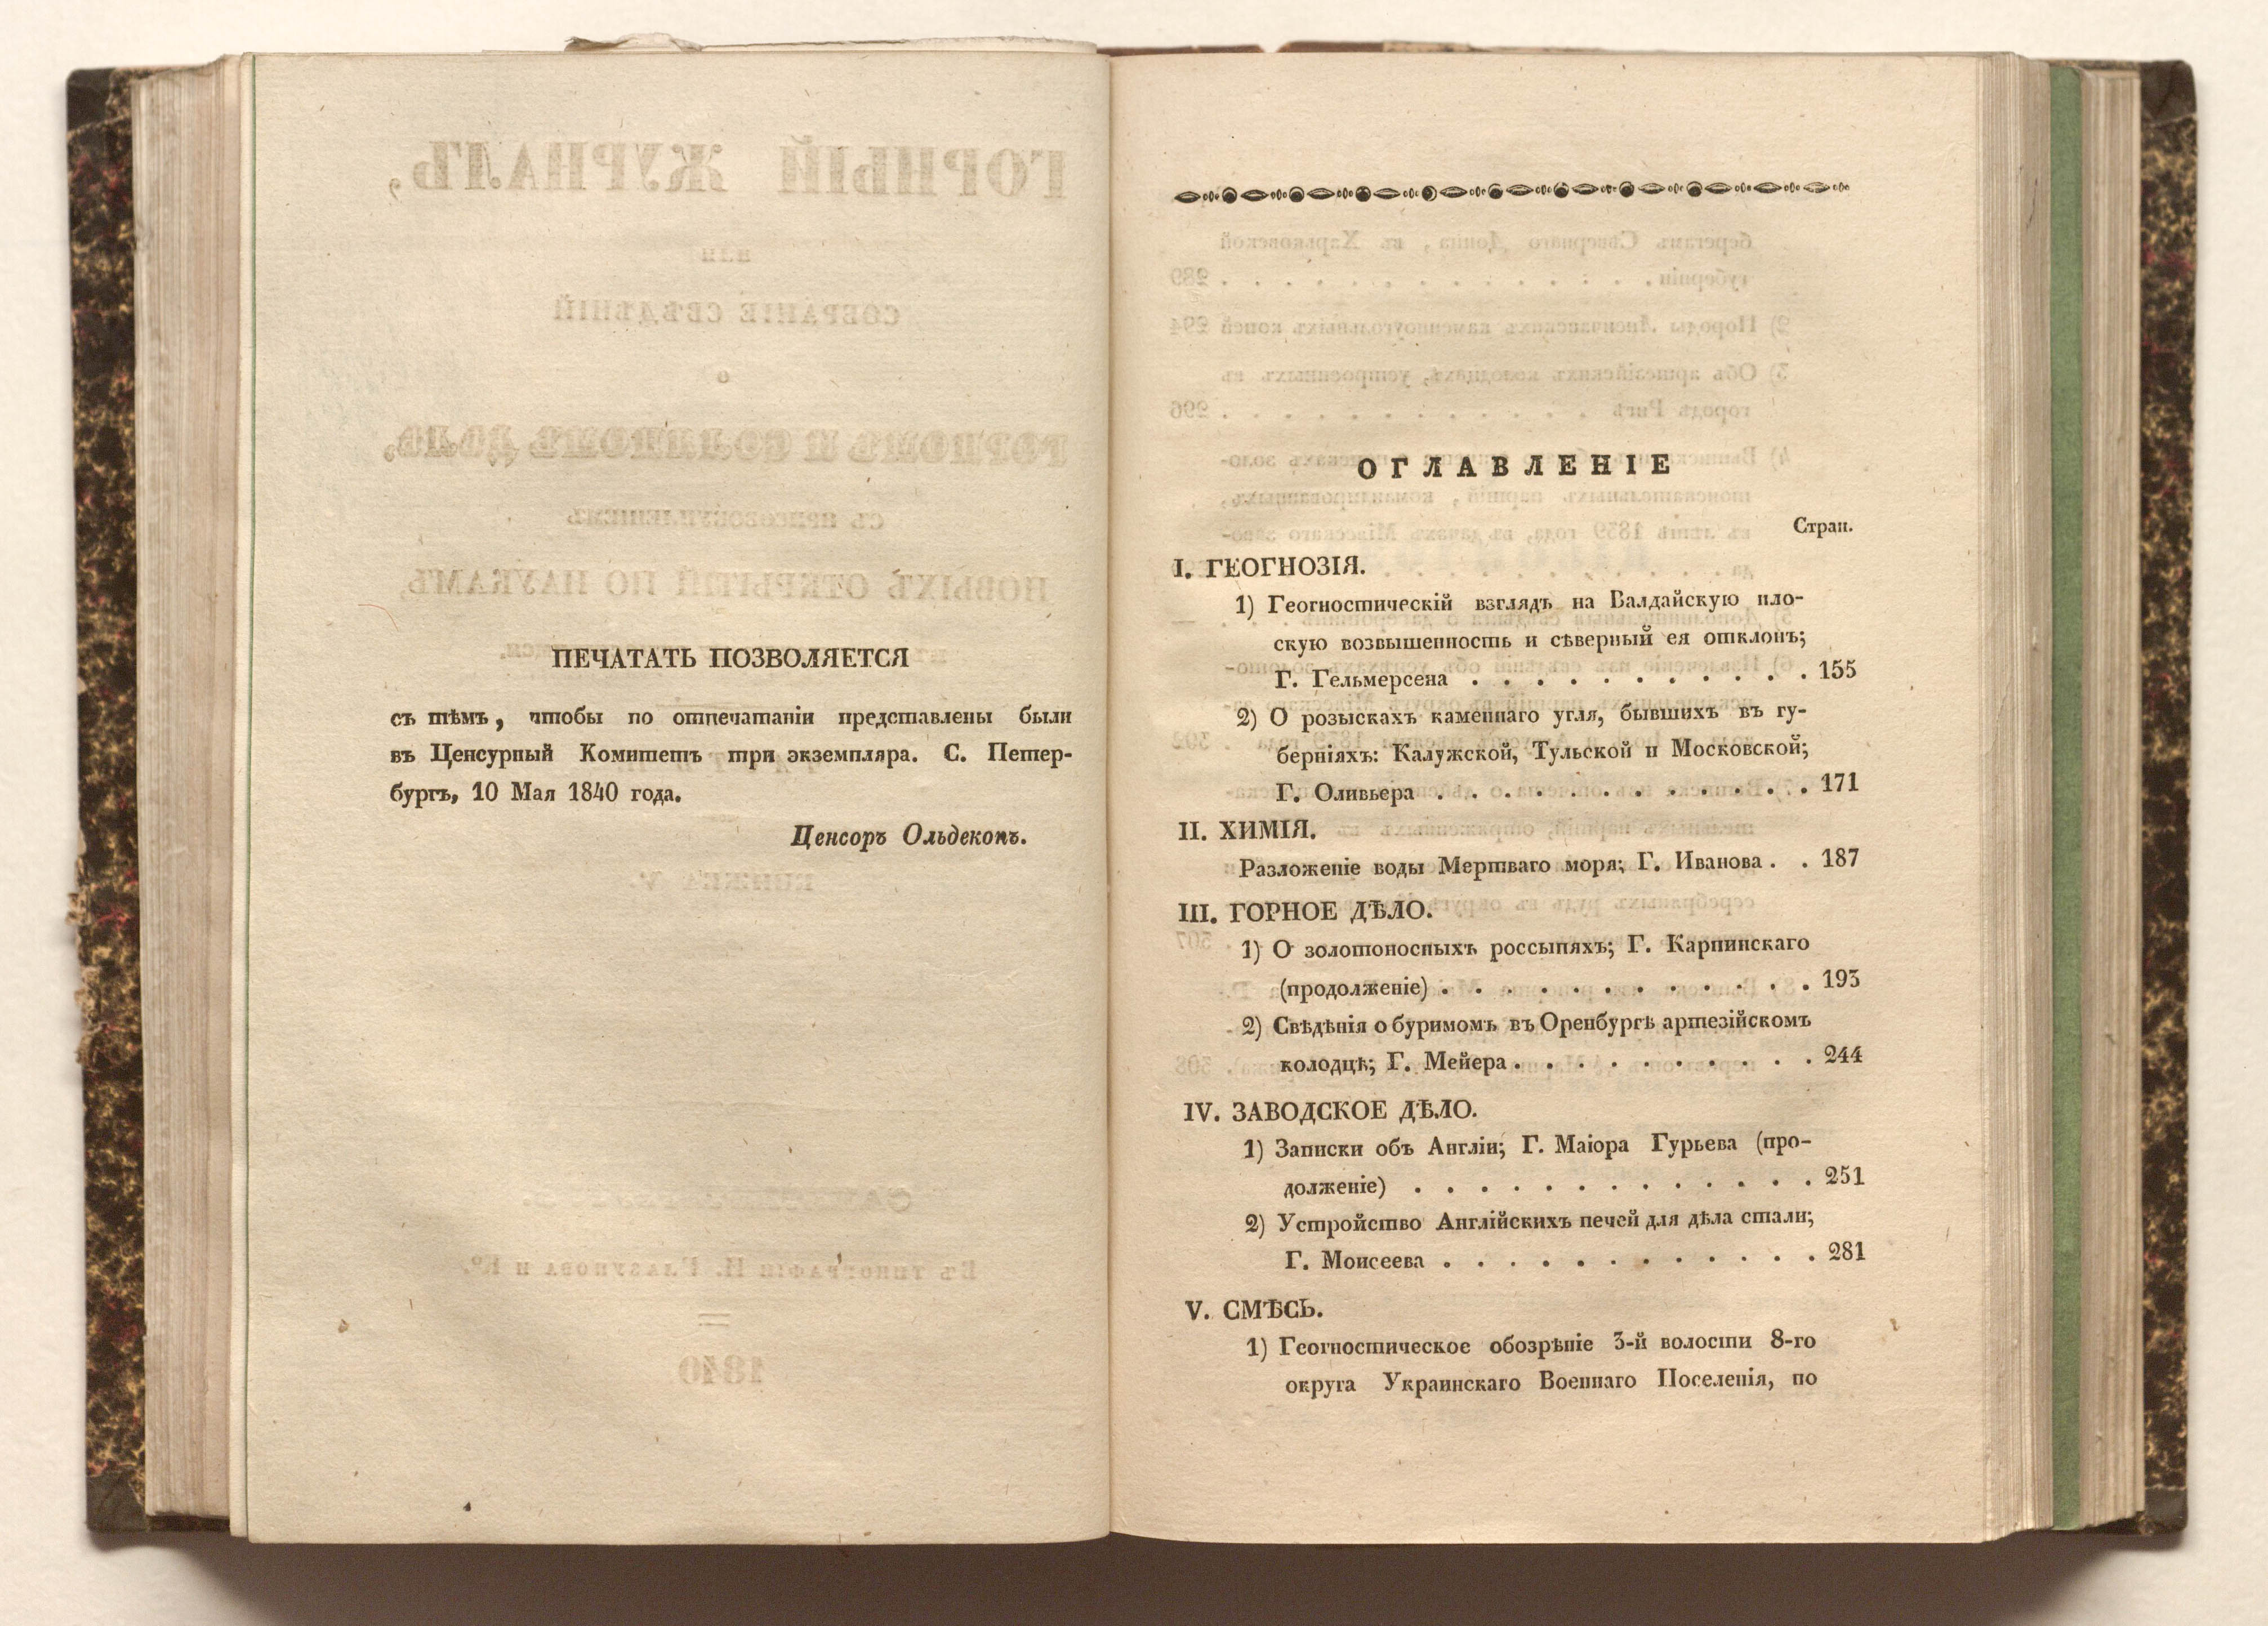 ПЕЧАТАТЬ ПОЗВОЛЯЕТСЯ
съ тѣмъ, чтобы по отпечатаніи представлены были
въ Ценсурный Комитетъ три экземпляра. С. Петер-
бургъ, 10 Мая 1840 года.
Ценсоръ Ольдекопъ.
ОГЛАВЛЕНІЕ
Стран.
I. ГЕОГНОЗІЯ.
1) Геогностическій взглядъ на Валдайскую пло-
скую возвышенность и сѣверный ея отклонъ;
Г. Гельмерсена . . . . . . . . . . . 155
2) О розыскахъ каменнаго угля, бывшихъ въ гу-
берніяхъ: Калужской, Тульской и Московской;
Г. Оливьера . . . . . . . . . . . . 171
II. ХИМІЯ.
Разложеніе воды Мертваго моря; Г. Иванова . . 187
III. ГОРНОЕ ДѢЛО.
1) О золотоносныхъ россыпяхъ; Г. Карпинскаго
(продолженіе) . . . . . . . . . . . . 193
2) Свѣдѣнія о буримомъ въ Оренбургѣ артезійскомъ
колодцѣ; Г. Мейера . . . . . . . . . . 244
IV. ЗАВОДСКОЕ ДѢЛО.
1) Записки объ Англіи; Г. Маіора Гурьева (про-
долженіе) . . . . . . . . . . . . . 251
2) Устройство Англійскихъ печей для дѣла стали;
Г. Моисеева . . . . . . . . . . . . 281
V. СМѢСЬ.
1) Геогностическое обозрѣніе 3-й волости 8-го
округа Украинскаго Военнаго Поселенія, по